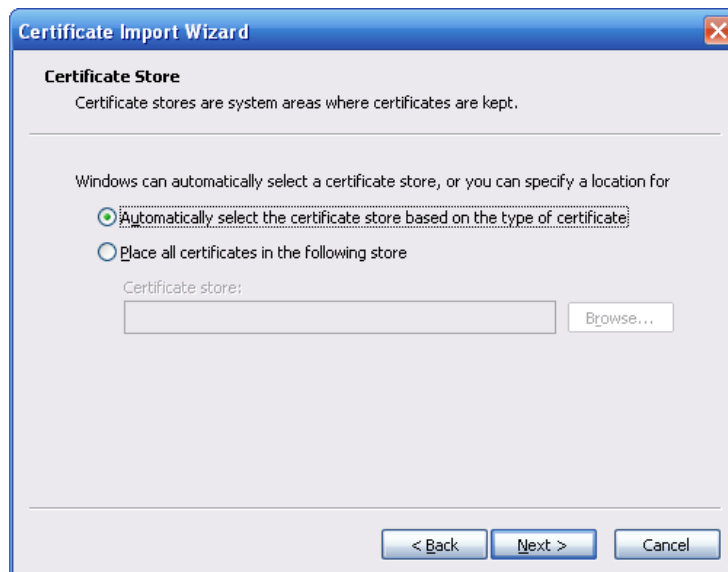 Certificate Import Wizard
Certificate Store
Certificate stores are system areas where certificates are kept.
Windows can automatically select a certificate store, or you can specify a location for
Automatically select the certificate store based on the type of certificate
Place all certificates in the following store
Certificate store:
Browse...
< Back Next > Cancel